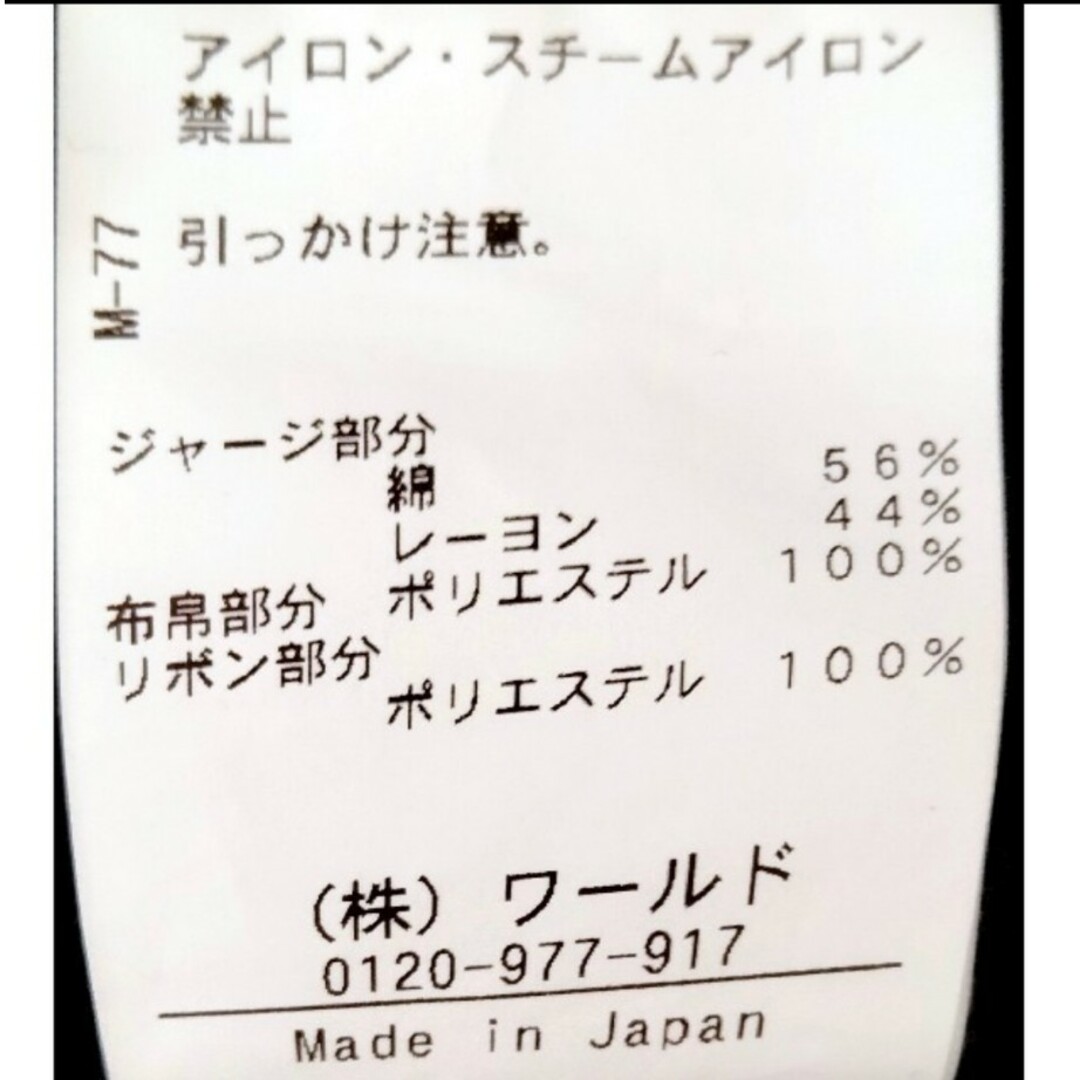 アイロン・スチームアイロン
禁止
M-77
引っかけ注意。
ジャージ部分
綿 56%
レーヨン 44%
布帛部分 ポリエステル 100%
リボン部分
ポリエステル 100%
(株) ワールド
0120-977-917
Made in Japan